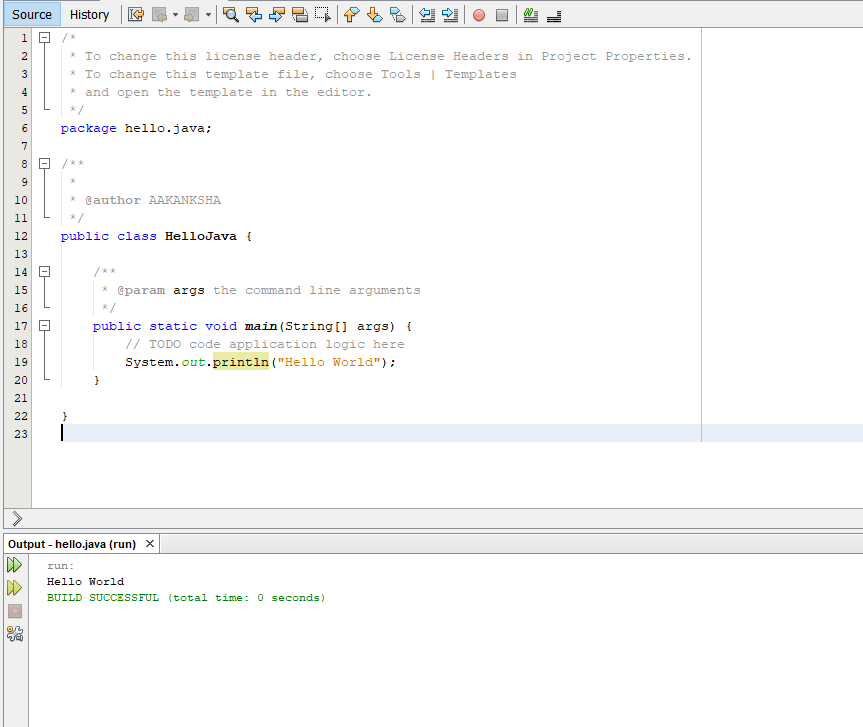 Source History
1 /*
2  * To change this license header, choose License Headers in Project Properties.
3  * To change this template file, choose Tools | Templates
4  * and open the template in the editor.
5  */
6 package hello.java;
7
8 /**
9  *
10  * @author AAKANKSHA
11  */
12 public class HelloJava {
13
14     /**
15      * @param args the command line arguments
16      */
17     public static void main(String[] args) {
18         // TODO code application logic here
19         System.out.println("Hello World");
20     }
21
22 }
23
Output - hello.java (run)
run:
Hello World
BUILD SUCCESSFUL (total time: 0 seconds)